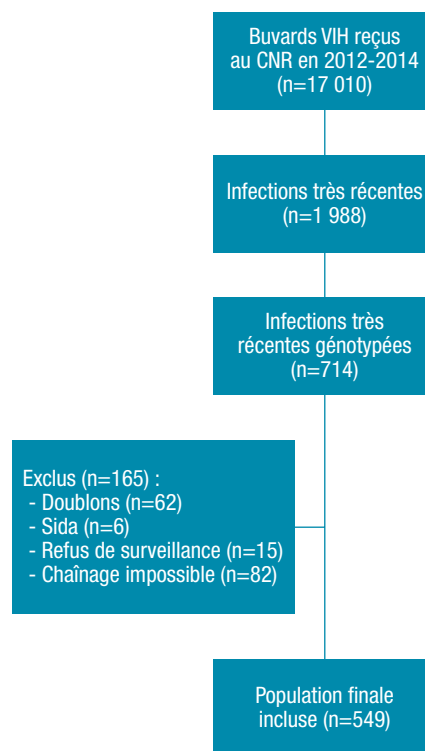 Buvards VIH reçus
au CNR en 2012-2014
(n=17 010)
Infections très récentes
(n=1 988)
Infections très
récentes génotypées
(n=714)
Exclus (n=165) :
- Doublons (n=62)
- Sida (n=6)
- Refus de surveillance (n=15)
- Chaînage impossible (n=82)
Population finale
incluse (n=549)